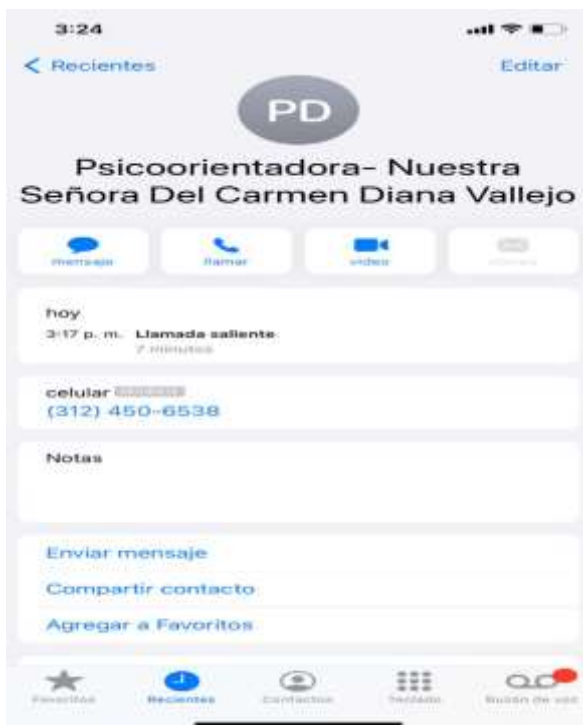 3:24
Recientes
Editar
PD
Psicoorientadora- Nuestra
Señora Del Carmen Diana Vallejo
mensaje
llamar
video
hoy
3:17 p. m. Llamada saliente
7 minutos
celular
(312) 450-6538
Notas
Enviar mensaje
Compartir contacto
Agregar a Favoritos
Favoritos
Recientes
Contactos
Teclado
Buzón de voz